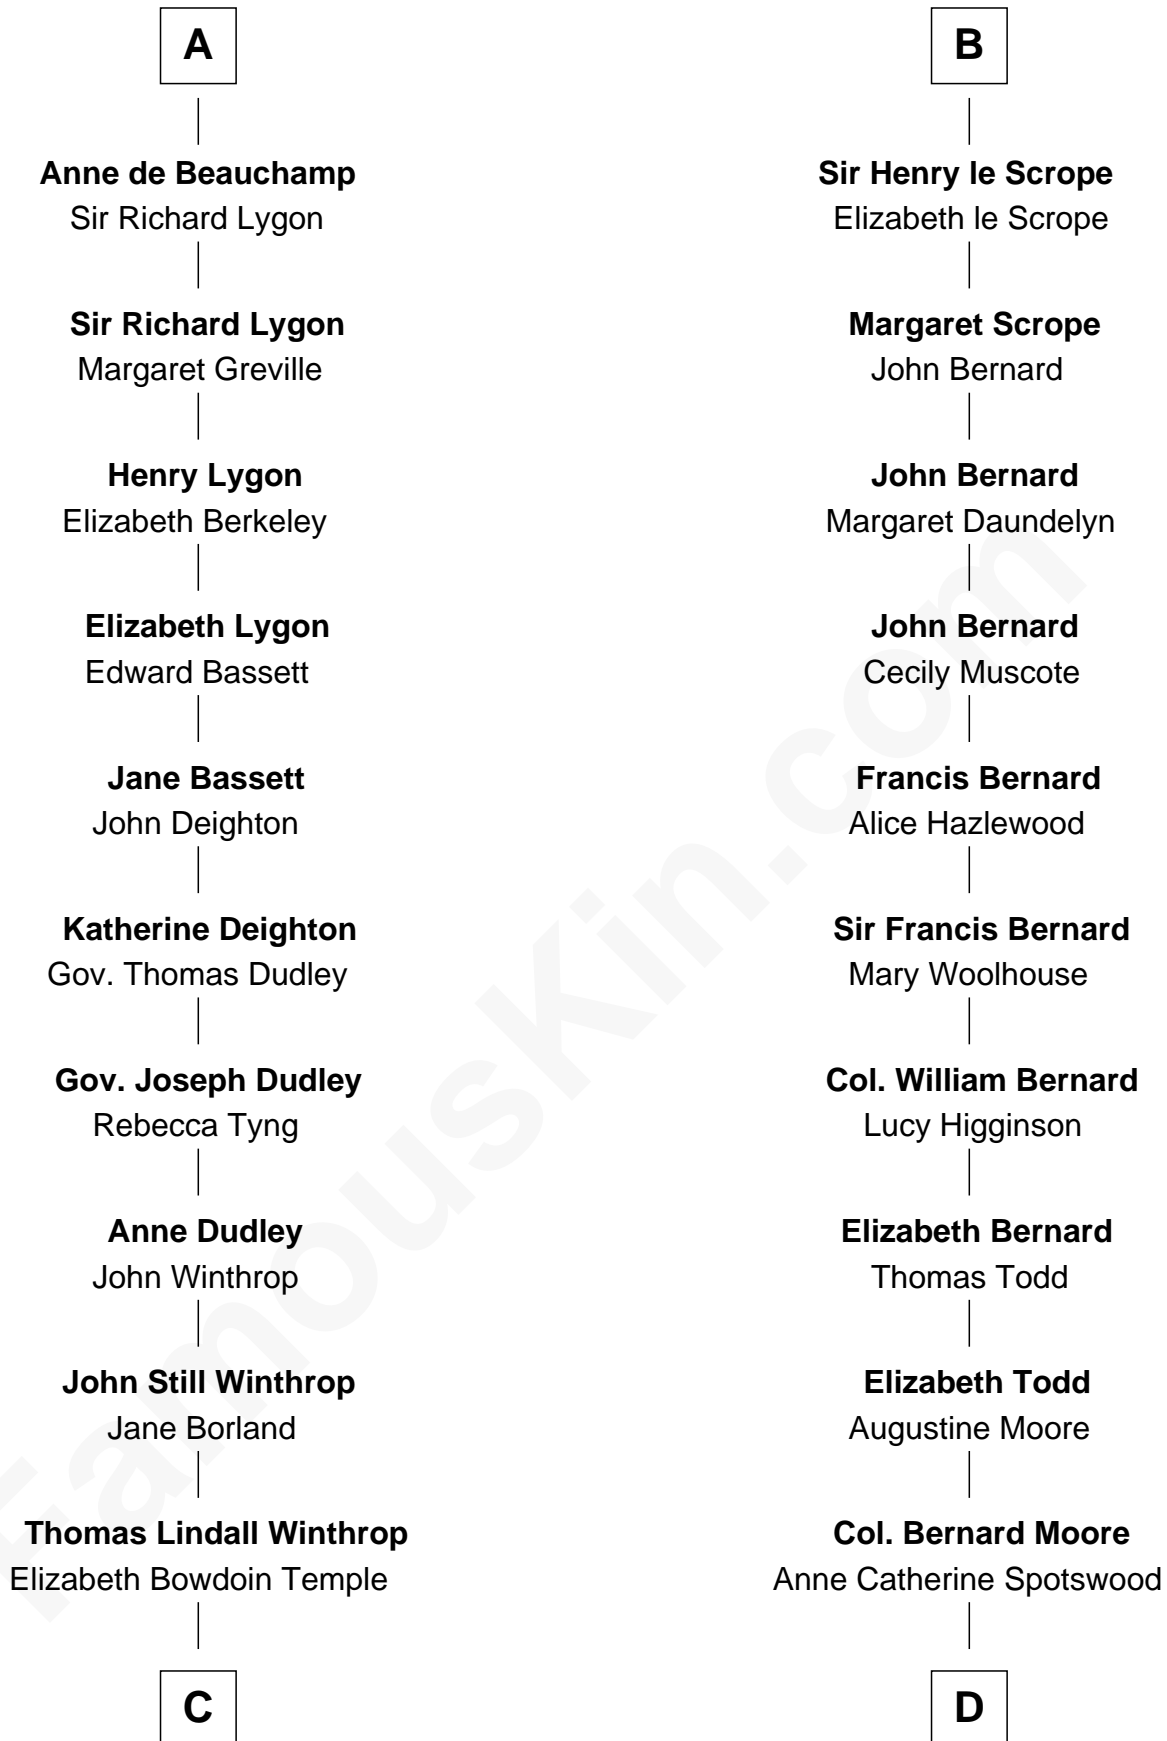 A
Anne de Beauchamp
Sir Richard Lygon
Sir Richard Lygon
Margaret Greville
Henry Lygon
Elizabeth Berkeley
Elizabeth Lygon
Edward Bassett
Jane Bassett
John Deighton
Katherine Deighton
Gov. Thomas Dudley
Gov. Joseph Dudley
Rebecca Tyng
Anne Dudley
John Winthrop
John Still Winthrop
Jane Borland
Thomas Lindall Winthrop
Elizabeth Bowdoin Temple
C
B
Sir Henry le Scrope
Elizabeth le Scrope
Margaret Scrope
John Bernard
John Bernard
Margaret Daundelyn
John Bernard
Cecily Muscote
Francis Bernard
Alice Hazlewood
Sir Francis Bernard
Mary Woolhouse
Col. William Bernard
Lucy Higginson
Elizabeth Bernard
Thomas Todd
Elizabeth Todd
Augustine Moore
Col. Bernard Moore
Anne Catherine Spotswood
D
FamousKin.com